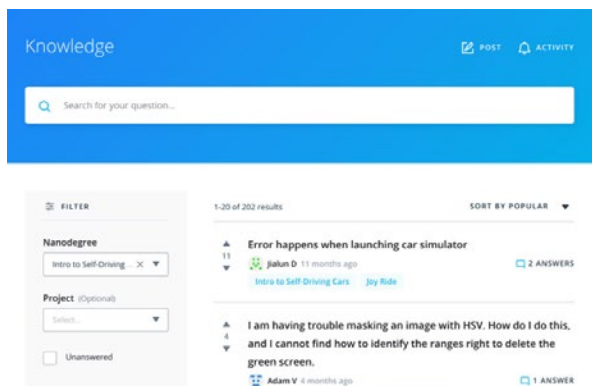 Knowledge
POST
ACTIVITY
Search for your question...
FILTER
1-20 of 202 results
SORT BY POPULAR
Nanodegree
Intro to Self-Driving ...
Project (Optional)
Select...
Unanswered
11
Error happens when launching car simulator
Jialun D 11 months ago
2 ANSWERS
Intro to Self Driving Cars
Joy Ride
4
I am having trouble masking an image with HSV. How do I do this,
and I cannot find how to identify the ranges right to delete the
green screen.
Adam V 4 months ago
1 ANSWER